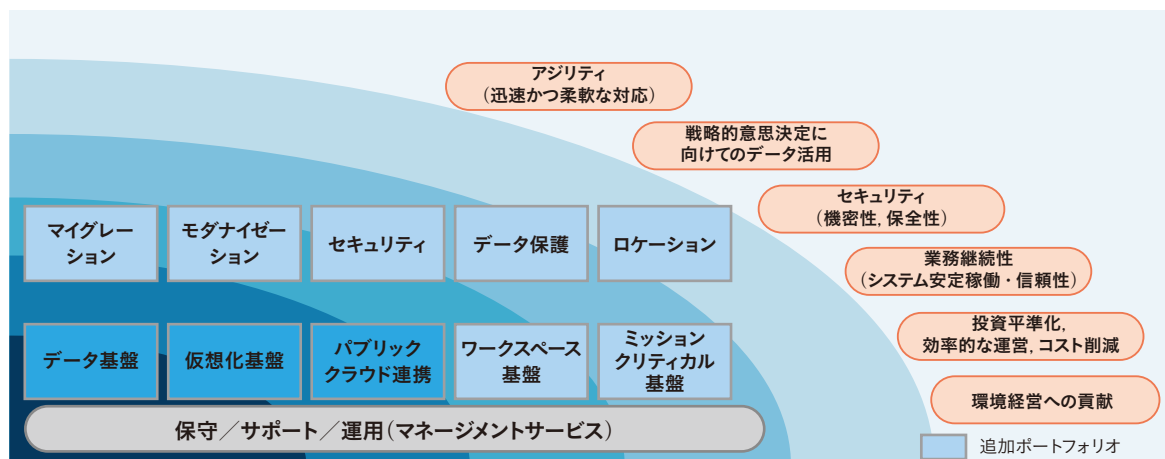 アジリティ
（迅速かつ柔軟な対応）
戦略的意思決定に
向けてのデータ活用
セキュリティ
（機密性, 保全性）
業務継続性
（システム安定稼働・信頼性）
投資平準化,
効率的な運営, コスト削減
環境経営への貢献
マイグレー
ション
モダナイゼー
ション
セキュリティ
データ保護
ロケーション
データ基盤
仮想化基盤
パブリック
クラウド連携
ワークスペース
基盤
ミッション
クリティカル
基盤
保守／サポート／運用（マネージメントサービス）
追加ポートフォリオ